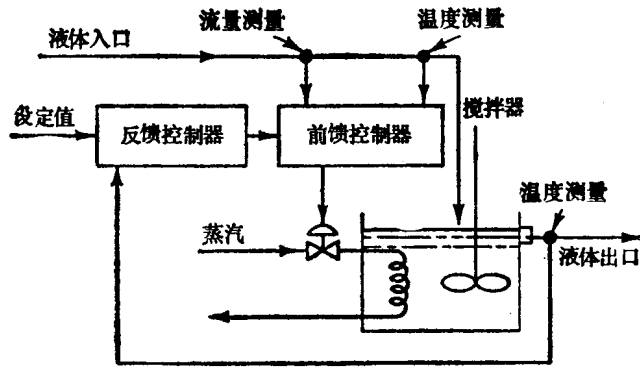 流量测量
温度测量
液体入口
设定值
反馈控制器
前馈控制器
搅拌器
温度测量
蒸汽
液体出口